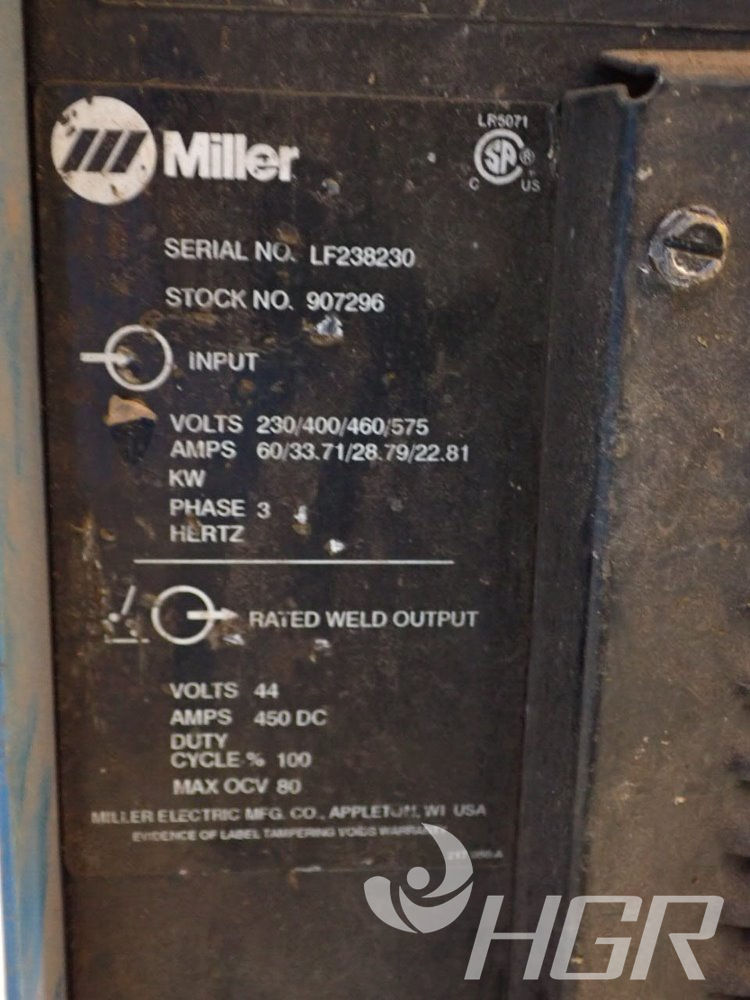 LR5071
Miller
SP ®
C US
SERIAL NO. LF238230
STOCK NO. 907296
INPUT
VOLTS 230/400/460/575
AMPS 60/33.71/28.79/22.81
KW
PHASE 3
HERTZ
RATED WELD OUTPUT
VOLTS 44
AMPS 450 DC
DUTY
CYCLE % 100
MAX OCV 80
MILLER ELECTRIC MFG. CO., APPLETON, WI USA
EVIDENCE OF LABEL TAMPERING VOIDS WARRANTY
HGR